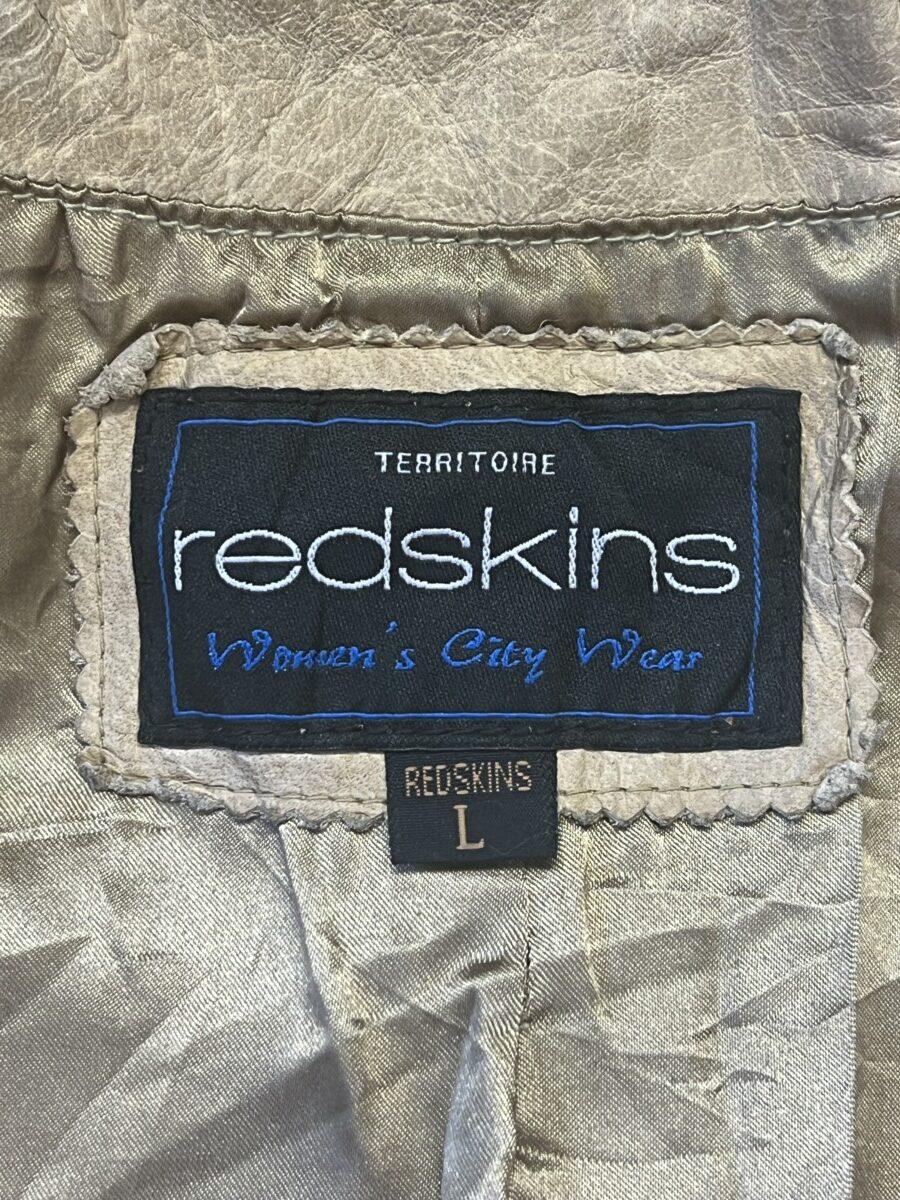 TERRITOIRE
redskins
Women's City Wear
REDSKINS
L